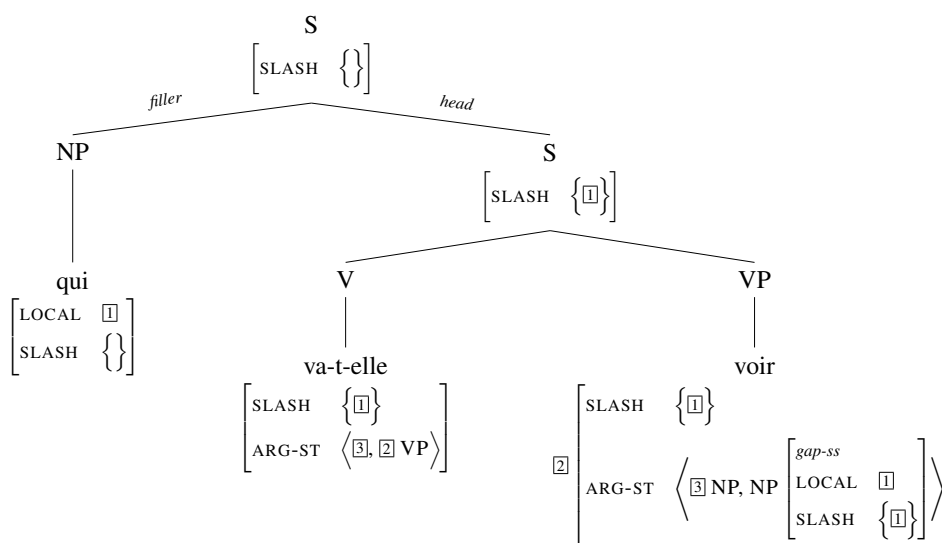 S
[SLASH {}]
filler head
NP S
[SLASH {1}]
qui V VP
[LOCAL 1
SLASH {}]
va-t-elle voir
[SLASH {1}
ARG-ST ⟨3, 2 VP⟩]
2 [SLASH {1}
ARG-ST ⟨3 NP, NP [gap-ss
LOCAL 1
SLASH {1}]⟩